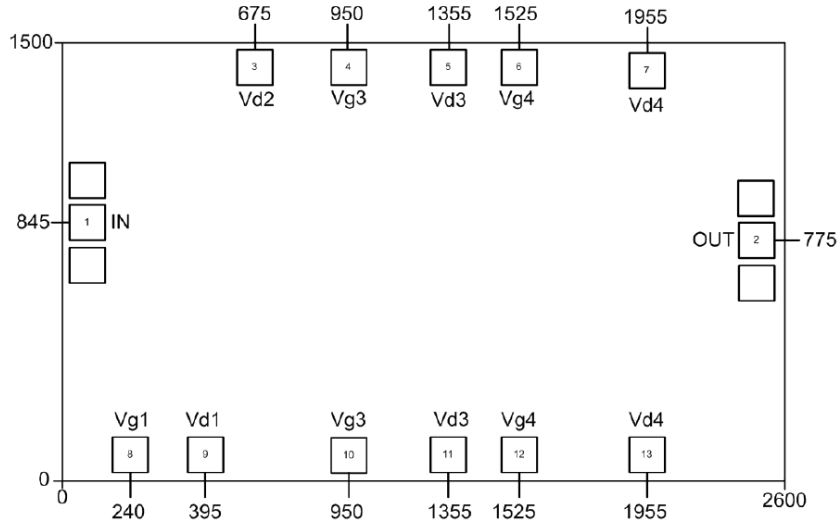 675 950 1355 1525 1955
1500
3 4 5 6 7
Vd2 Vg3 Vd3 Vg4 Vd4
845 1 IN
OUT 2 775
Vg1 Vd1 Vg3 Vd3 Vg4 Vd4
8 9 10 11 12 13
0
0 2600
240 395 950 1355 1525 1955